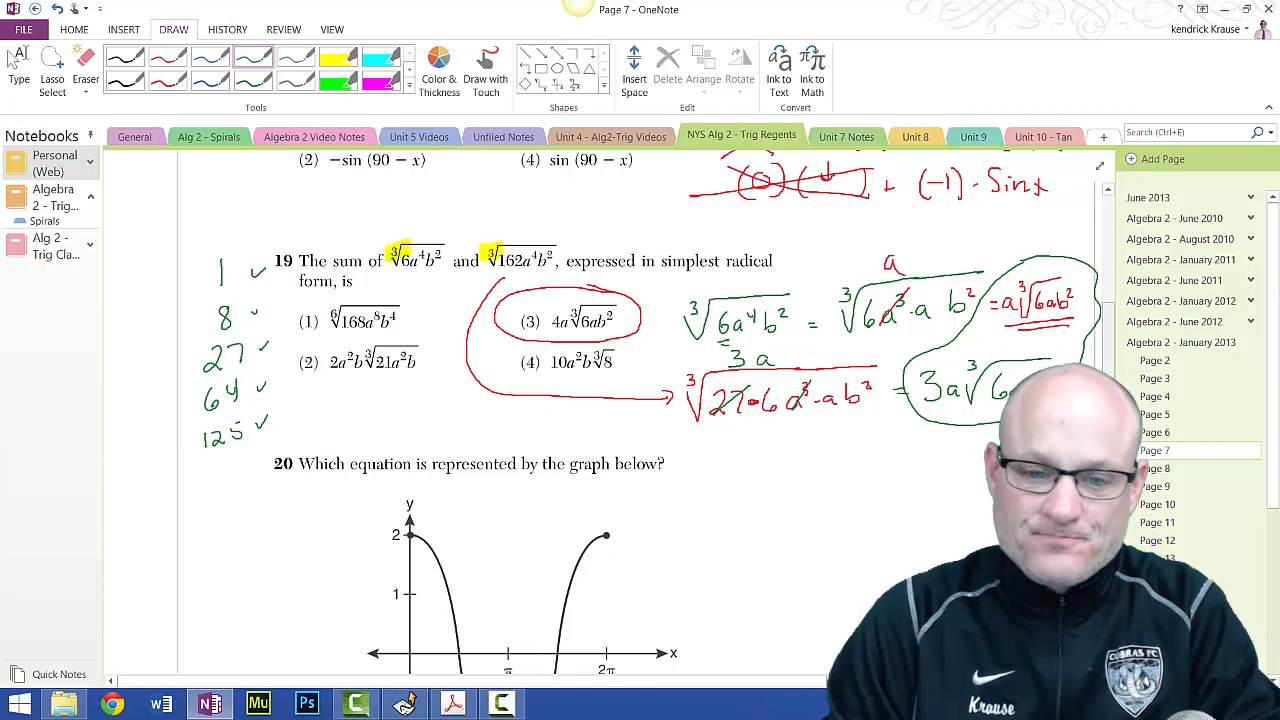 Page 7 - OneNote
FILE HOME INSERT DRAW HISTORY REVIEW VIEW
kendrick Krause
Type Lasso Select Eraser Color & Thickness Draw with Touch Insert Space Delete Arrange Rotate Ink to Text Ink to Math
Tools Shapes Edit Convert
Notebooks
General Alg 2 - Spirals Algebra 2 Video Notes Unit 5 Videos Unfiled Notes Unit 4 - Alg2-Trig Videos NYS Alg 2 - Trig Regents Unit 7 Notes Unit 8 Unit 9 Unit 10 - Tan
Search (Ctrl+E)
Personal (Web)
Algebra 2 - Trig...
Spirals
Alg 2 - Trig Cla...
Quick Notes
(2) −sin (90 − x) (4) sin (90 − x)
(0)( + (-1) · Sinx
19 The sum of ∛6a⁴b² and ∛162a⁴b², expressed in simplest radical
form, is
(1) ⁶√168a⁸b⁴ (3) 4a∛6ab²
(2) 2a²b∛21a²b (4) 10a²b∛8
1 ✓
8 ✓
27 ✓
64 ✓
125 ✓
a
∛6a⁴b² = ∛6a³·a b² = a∛6ab²
3a
∛27·6a³·ab² = 3a∛6
20 Which equation is represented by the graph below?
y
2
1
π 2π x
Add Page
June 2013
Algebra 2 - June 2010
Algebra 2 - August 2010
Algebra 2 - January 2011
Algebra 2 - June 2011
Algebra 2 - January 2012
Algebra 2 - June 2012
Algebra 2 - January 2013
Page 2
Page 3
Page 4
Page 5
Page 6
Page 7
Page 8
Page 9
Page 10
Page 11
Page 12
COBRAS FC
Krause
Mu Ps